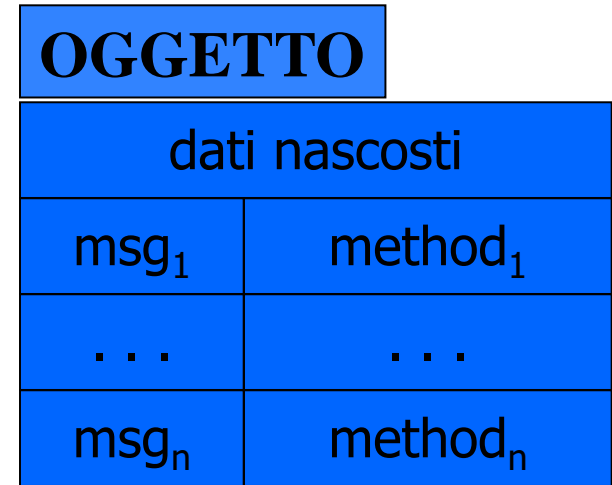 OGGETTO
dati nascosti
msg₁ method₁
. . . . . .
msgₙ methodₙ